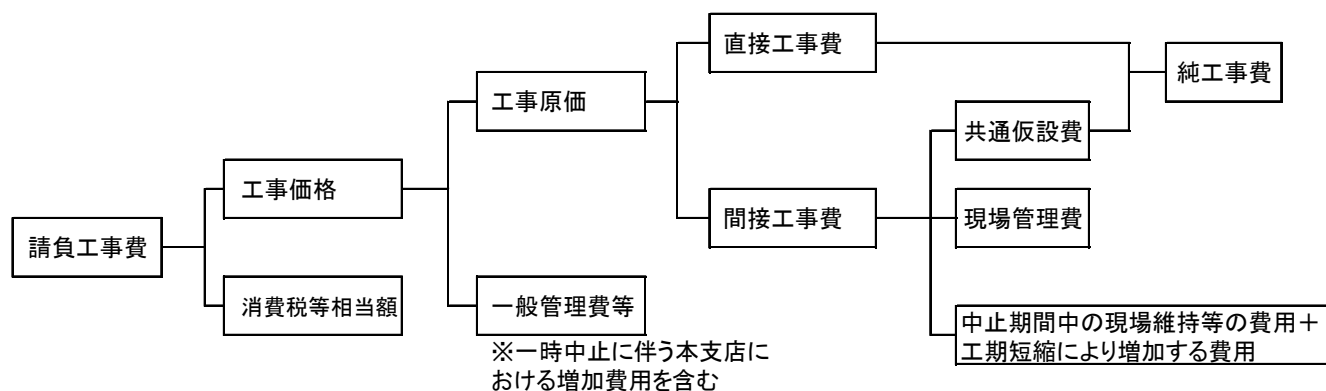 直接工事費
純工事費
工事原価
共通仮設費
工事価格
間接工事費
現場管理費
請負工事費
消費税等相当額
一般管理費等
中止期間中の現場維持等の費用＋
工期短縮により増加する費用
※一時中止に伴う本支店に
おける増加費用を含む